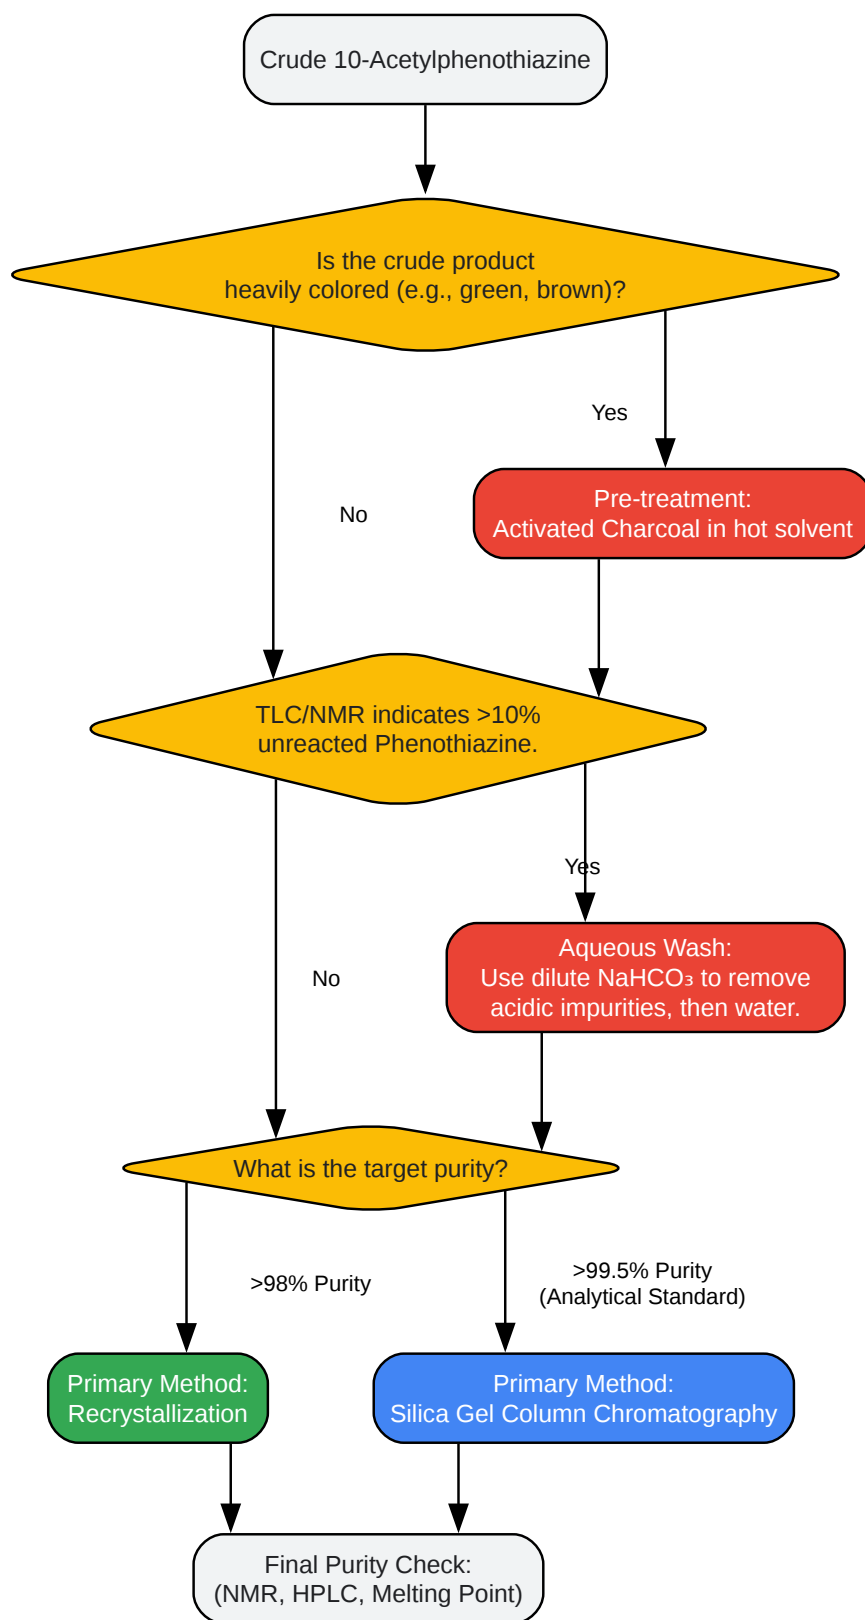 Crude 10-Acetylphenothiazine
Is the crude product
heavily colored (e.g., green, brown)?
Yes
Pre-treatment:
Activated Charcoal in hot solvent
No
TLC/NMR indicates >10%
unreacted Phenothiazine.
Yes
Aqueous Wash:
Use dilute NaHCO₃ to remove
acidic impurities, then water.
No
What is the target purity?
>98% Purity
>99.5% Purity
(Analytical Standard)
Primary Method:
Recrystallization
Primary Method:
Silica Gel Column Chromatography
Final Purity Check:
(NMR, HPLC, Melting Point)